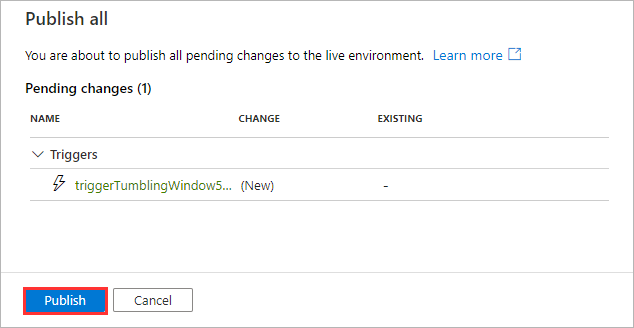 Publish all
You are about to publish all pending changes to the live environment. Learn more
Pending changes (1)
NAME CHANGE EXISTING
Triggers
triggerTumblingWindow5... (New) -
Publish Cancel